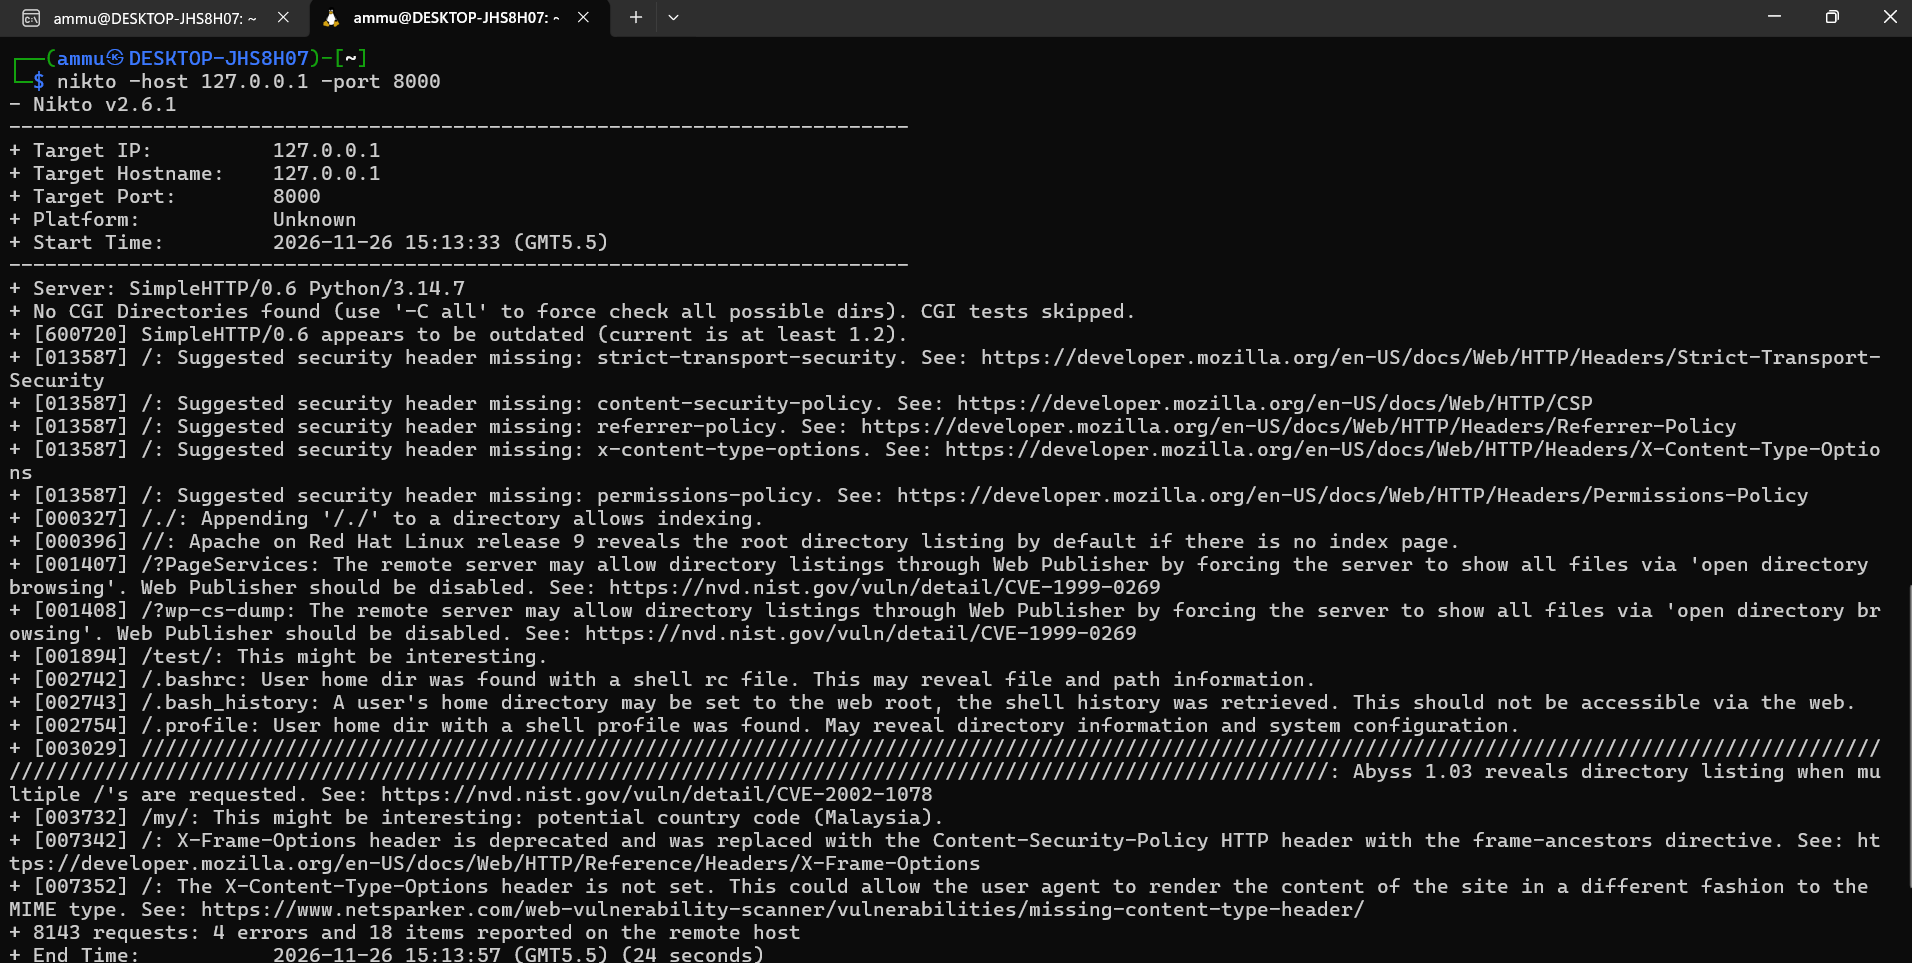 ammu@DESKTOP-JHS8H07: ~
ammu@DESKTOP-JHS8H07: ~
(ammu㉿DESKTOP-JHS8H07)-[~]
$ nikto -host 127.0.0.1 -port 8000
- Nikto v2.6.1
---------------------------------------------------------------------------
+ Target IP:          127.0.0.1
+ Target Hostname:    127.0.0.1
+ Target Port:        8000
+ Platform:           Unknown
+ Start Time:         2026-11-26 15:13:33 (GMT5.5)
---------------------------------------------------------------------------
+ Server: SimpleHTTP/0.6 Python/3.14.7
+ No CGI Directories found (use '-C all' to force check all possible dirs). CGI tests skipped.
+ [600720] SimpleHTTP/0.6 appears to be outdated (current is at least 1.2).
+ [013587] /: Suggested security header missing: strict-transport-security. See: https://developer.mozilla.org/en-US/docs/Web/HTTP/Headers/Strict-Transport-
Security
+ [013587] /: Suggested security header missing: content-security-policy. See: https://developer.mozilla.org/en-US/docs/Web/HTTP/CSP
+ [013587] /: Suggested security header missing: referrer-policy. See: https://developer.mozilla.org/en-US/docs/Web/HTTP/Headers/Referrer-Policy
+ [013587] /: Suggested security header missing: x-content-type-options. See: https://developer.mozilla.org/en-US/docs/Web/HTTP/Headers/X-Content-Type-Optio
ns
+ [013587] /: Suggested security header missing: permissions-policy. See: https://developer.mozilla.org/en-US/docs/Web/HTTP/Headers/Permissions-Policy
+ [000327] /./: Appending '/./' to a directory allows indexing.
+ [000396] //: Apache on Red Hat Linux release 9 reveals the root directory listing by default if there is no index page.
+ [001407] /?PageServices: The remote server may allow directory listings through Web Publisher by forcing the server to show all files via 'open directory
browsing'. Web Publisher should be disabled. See: https://nvd.nist.gov/vuln/detail/CVE-1999-0269
+ [001408] /?wp-cs-dump: The remote server may allow directory listings through Web Publisher by forcing the server to show all files via 'open directory br
owsing'. Web Publisher should be disabled. See: https://nvd.nist.gov/vuln/detail/CVE-1999-0269
+ [001894] /test/: This might be interesting.
+ [002742] /.bashrc: User home dir was found with a shell rc file. This may reveal file and path information.
+ [002743] /.bash_history: A user's home directory may be set to the web root, the shell history was retrieved. This should not be accessible via the web.
+ [002754] /.profile: User home dir with a shell profile was found. May reveal directory information and system configuration.
+ [003029] /////////////////////////////////////////////////////////////////////////////////////////////////////////////////////////////////////////////////
//////////////////////////////////////////////////////////////////////////////////////////////////////////////: Abyss 1.03 reveals directory listing when mu
ltiple /'s are requested. See: https://nvd.nist.gov/vuln/detail/CVE-2002-1078
+ [003732] /my/: This might be interesting: potential country code (Malaysia).
+ [007342] /: X-Frame-Options header is deprecated and was replaced with the Content-Security-Policy HTTP header with the frame-ancestors directive. See: ht
tps://developer.mozilla.org/en-US/docs/Web/HTTP/Reference/Headers/X-Frame-Options
+ [007352] /: The X-Content-Type-Options header is not set. This could allow the user agent to render the content of the site in a different fashion to the
MIME type. See: https://www.netsparker.com/web-vulnerability-scanner/vulnerabilities/missing-content-type-header/
+ 8143 requests: 4 errors and 18 items reported on the remote host
+ End Time:           2026-11-26 15:13:57 (GMT5.5) (24 seconds)